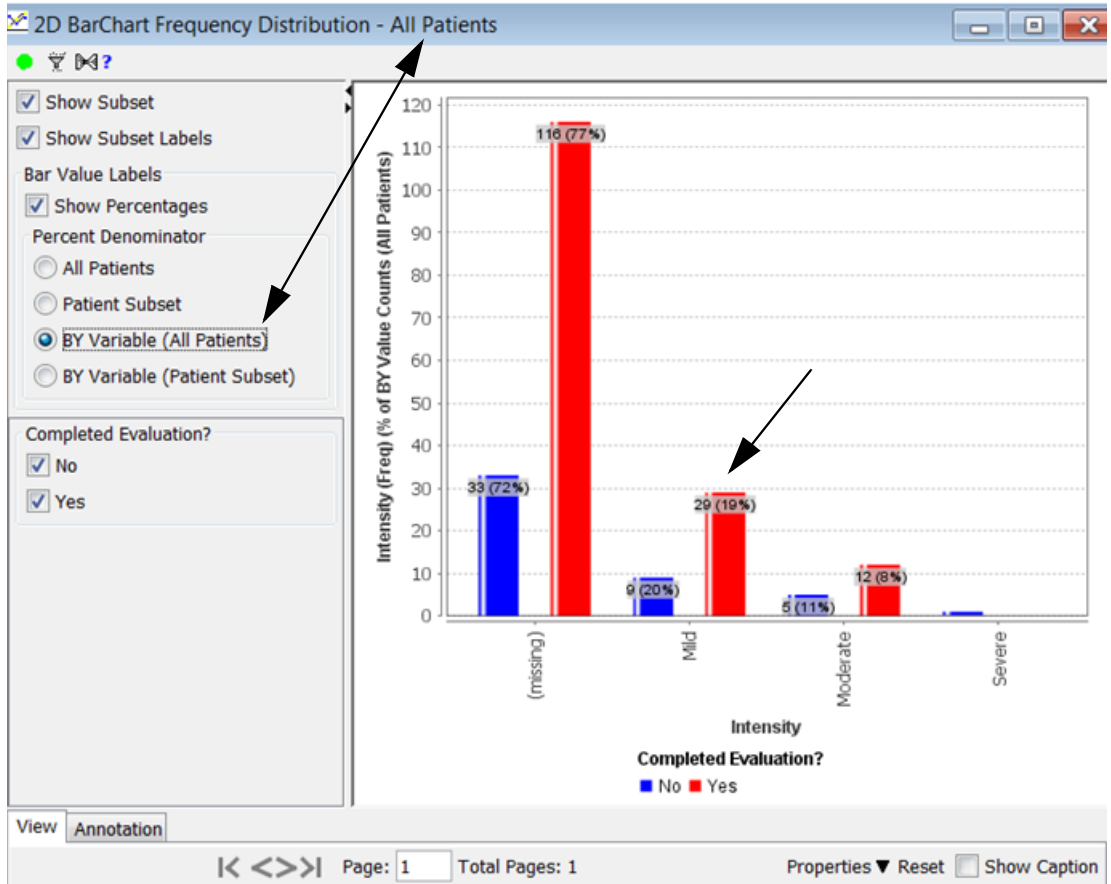 2D BarChart Frequency Distribution - All Patients
?
Show Subset
Show Subset Labels
Bar Value Labels
Show Percentages
Percent Denominator
All Patients
Patient Subset
BY Variable (All Patients)
BY Variable (Patient Subset)
Completed Evaluation?
No
Yes
Intensity (Freq) (% of BY Value Counts (All Patients)
120
110
100
90
80
70
60
50
40
30
20
10
0
116 (77%)
33 (72%)
29 (19%)
9 (20%)
12 (8%)
5 (11%)
(missing)
Mild
Moderate
Severe
Intensity
Completed Evaluation?
No Yes
View Annotation
Page: 1 Total Pages: 1 Properties ▼ Reset Show Caption